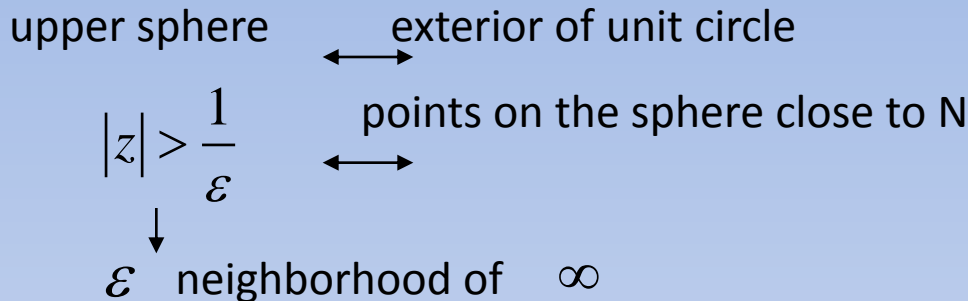 upper sphere ↔ exterior of unit circle
|z| > 1/ε ↔ points on the sphere close to N
↓
ε neighborhood of ∞